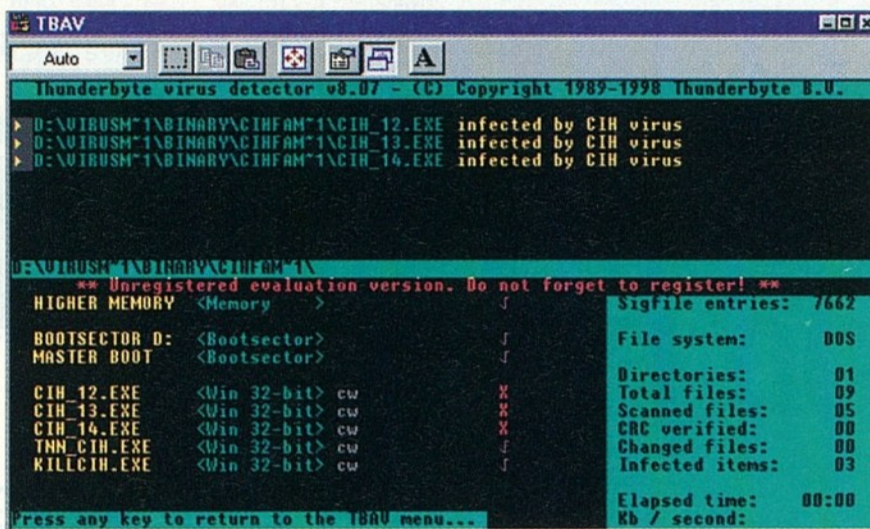 TBAV
Auto
A
Thunderbyte virus detector v8.07 - (C) Copyright 1989-1998 Thunderbyte B.V.
D:\VIRUSM~1\BINARY\CIHFAM~1\CIH_12.EXE infected by CIH virus
D:\VIRUSM~1\BINARY\CIHFAM~1\CIH_13.EXE infected by CIH virus
D:\VIRUSM~1\BINARY\CIHFAM~1\CIH_14.EXE infected by CIH virus
D:\VIRUSM~1\BINARY\CIHFAM~1\
** Unregistered evaluation version. Do not forget to register! **
HIGHER MEMORY <Memory > √ Sigfile entries: 7662
BOOTSECTOR D: <Bootsector> √ File system: DOS
MASTER BOOT <Bootsector> √
Directories: 01
CIH_12.EXE <Win 32-bit> cw X Total files: 09
CIH_13.EXE <Win 32-bit> cw X Scanned files: 05
CIH_14.EXE <Win 32-bit> cw X CRC verified: 00
TNN_CIH.EXE <Win 32-bit> cw √ Changed files: 00
KILLCIH.EXE <Win 32-bit> cw √ Infected items: 03
Elapsed time: 00:00
Press any key to return to the TBAV menu... Kb / second: